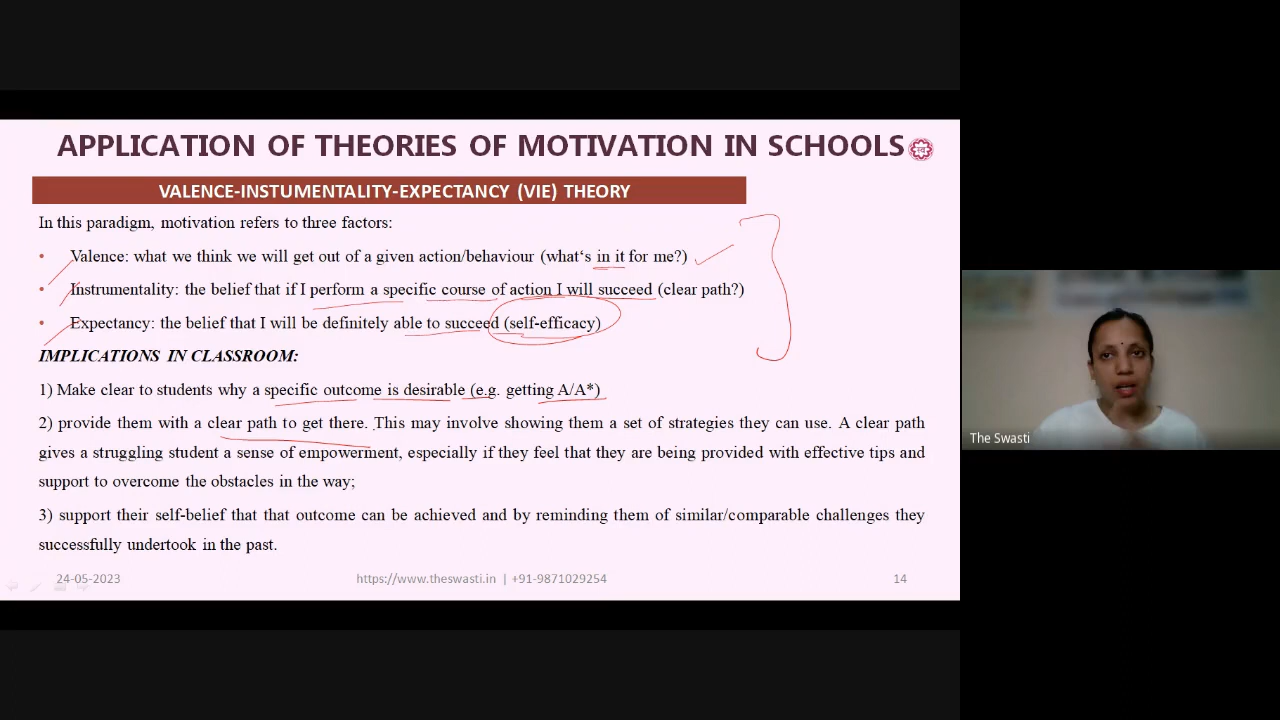 APPLICATION OF THEORIES OF MOTIVATION IN SCHOOLS
VALENCE-INSTUMENTALITY-EXPECTANCY (VIE) THEORY
In this paradigm, motivation refers to three factors:
• Valence: what we think we will get out of a given action/behaviour (what‘s in it for me?)
• Instrumentality: the belief that if I perform a specific course of action I will succeed (clear path?)
• Expectancy: the belief that I will be definitely able to succeed (self-efficacy)
IMPLICATIONS IN CLASSROOM:
1) Make clear to students why a specific outcome is desirable (e.g. getting A/A*)
2) provide them with a clear path to get there. This may involve showing them a set of strategies they can use. A clear path
gives a struggling student a sense of empowerment, especially if they feel that they are being provided with effective tips and
support to overcome the obstacles in the way;
3) support their self-belief that that outcome can be achieved and by reminding them of similar/comparable challenges they
successfully undertook in the past.
24-05-2023 https://www.theswasti.in | +91-9871029254 14
The Swasti